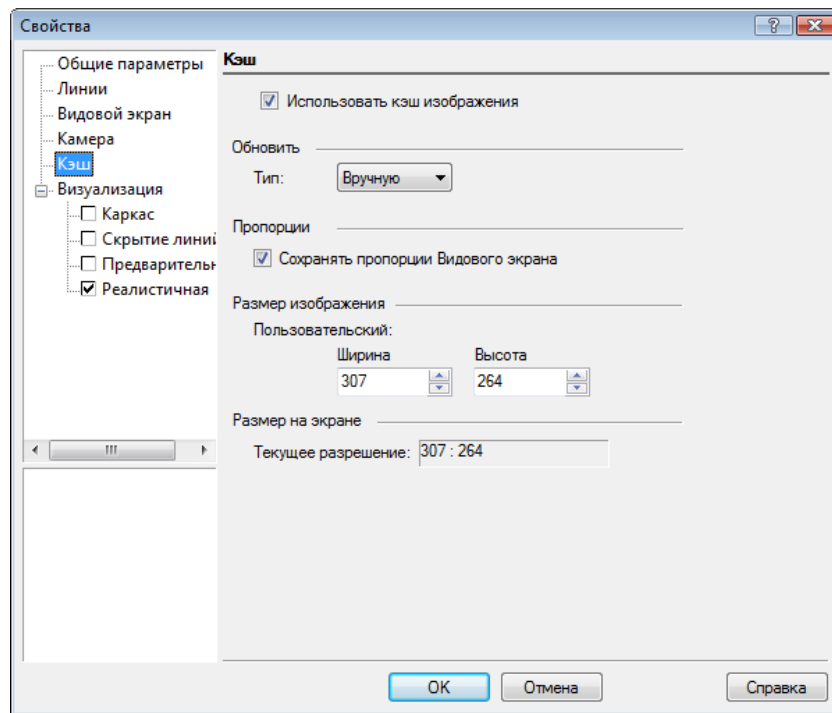 Свойства
Общие параметры
Линии
Видовой экран
Камера
Кэш
Визуализация
Каркас
Скрытие линий
Предварительн
Реалистичная
Кэш
Использовать кэш изображения
Обновить
Тип: Вручную
Пропорции
Сохранять пропорции Видового экрана
Размер изображения
Пользовательский:
Ширина Высота
307 264
Размер на экране
Текущее разрешение: 307 : 264
OK Отмена Справка